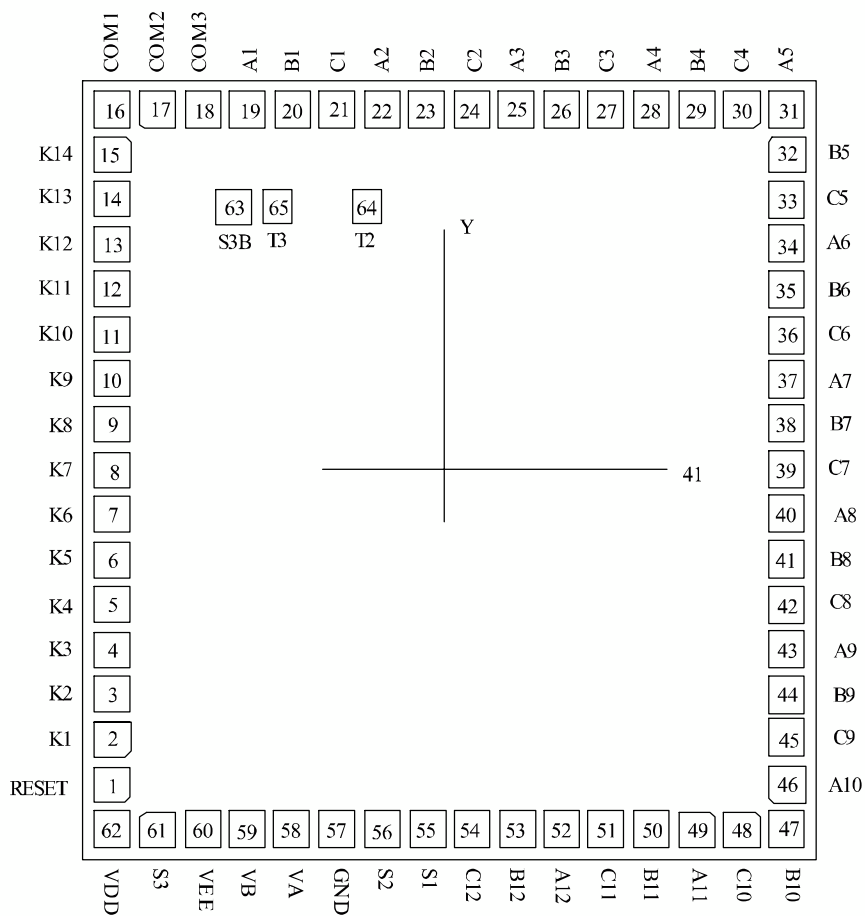 COM1 COM2 COM3 A1 B1 C1 A2 B2 C2 A3 B3 C3 A4 B4 C4 A5
16 17 18 19 20 21 22 23 24 25 26 27 28 29 30 31
K14 15 32 B5
K13 14 63 65 64 33 C5
S3B T3 T2 Y
K12 13 34 A6
K11 12 35 B6
K10 11 36 C6
K9 10 37 A7
K8 9 38 B7
K7 8 41 39 C7
K6 7 40 A8
K5 6 41 B8
K4 5 42 C8
K3 4 43 A9
K2 3 44 B9
K1 2 45 C9
RESET 1 46 A10
62 61 60 59 58 57 56 55 54 53 52 51 50 49 48 47
VDD S3 VEE VB VA GND S2 S1 C12 B12 A12 C11 B11 A11 C10 B10